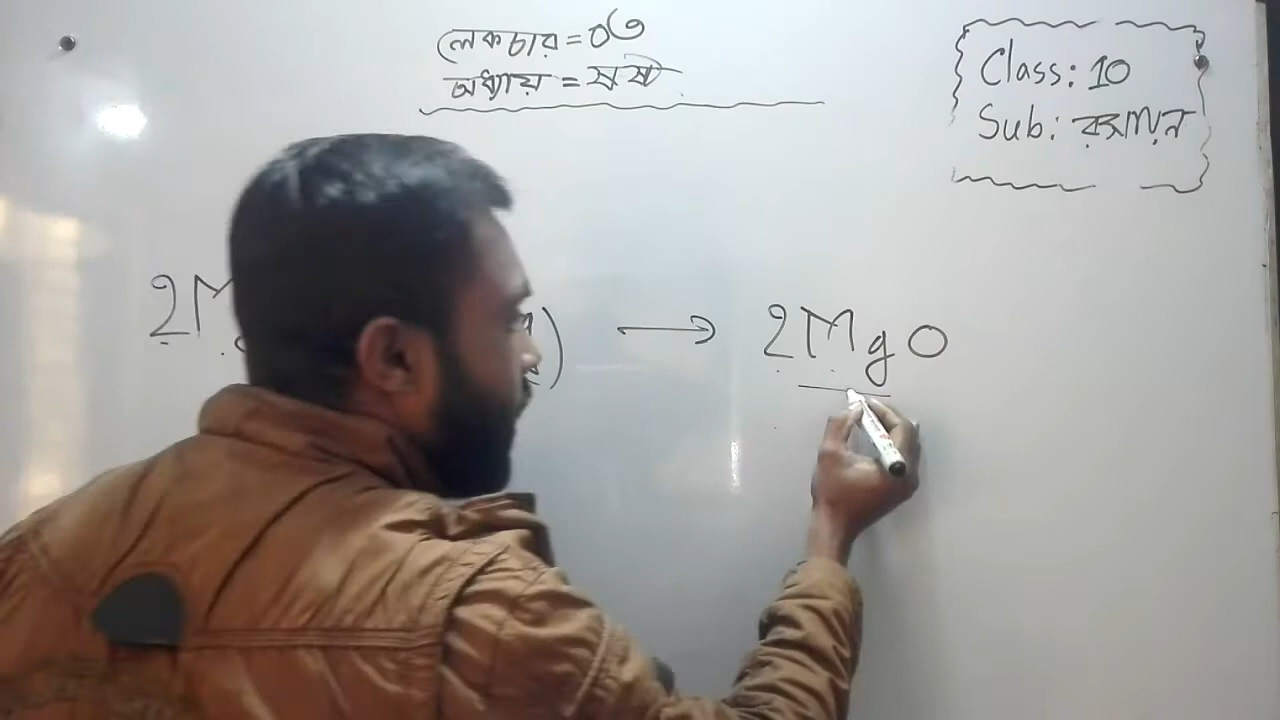 লেকচার = ০৩
অধ্যায় = ষষ্ঠ
Class: 10
Sub: রসায়ন
2M ) → 2MgO